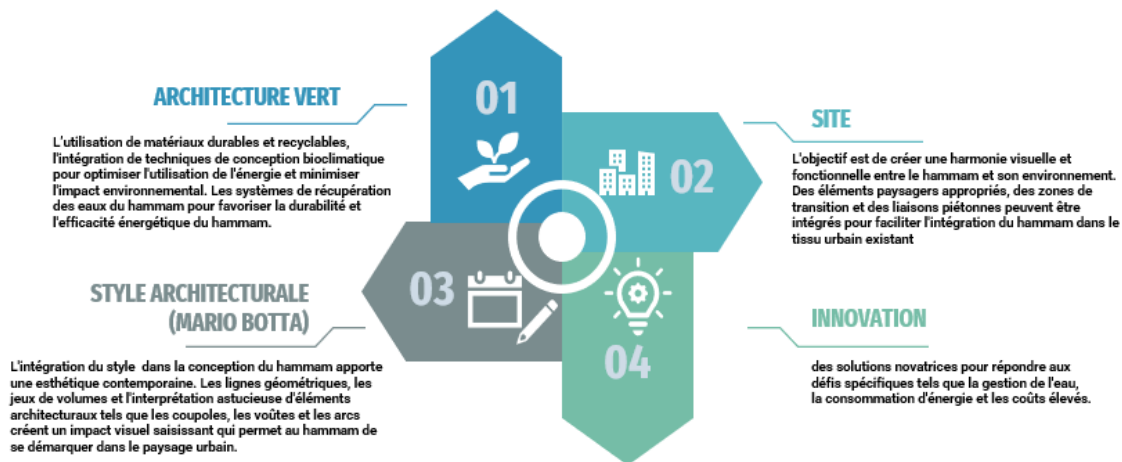 01
ARCHITECTURE VERT
L'utilisation de matériaux durables et recyclables,
l'intégration de techniques de conception bioclimatique
pour optimiser l'utilisation de l'énergie et minimiser
l'impact environnemental. Les systèmes de récupération
des eaux du hammam pour favoriser la durabilité et
l'efficacité énergétique du hammam.
02
SITE
L'objectif est de créer une harmonie visuelle et
fonctionnelle entre le hammam et son environnement.
Des éléments paysagers appropriés, des zones de
transition et des liaisons piétonnes peuvent être
intégrés pour faciliter l'intégration du hammam dans le
tissu urbain existant
03
STYLE ARCHITECTURALE
(MARIO BOTTA)
L'intégration du style dans la conception du hammam apporte
une esthétique contemporaine. Les lignes géométriques, les
jeux de volumes et l'interprétation astucieuse d'éléments
architecturaux tels que les coupoles, les voûtes et les arcs
créent un impact visuel saisissant qui permet au hammam de
se démarquer dans le paysage urbain.
04
INNOVATION
des solutions novatrices pour répondre aux
défis spécifiques tels que la gestion de l'eau,
la consommation d'énergie et les coûts élevés.